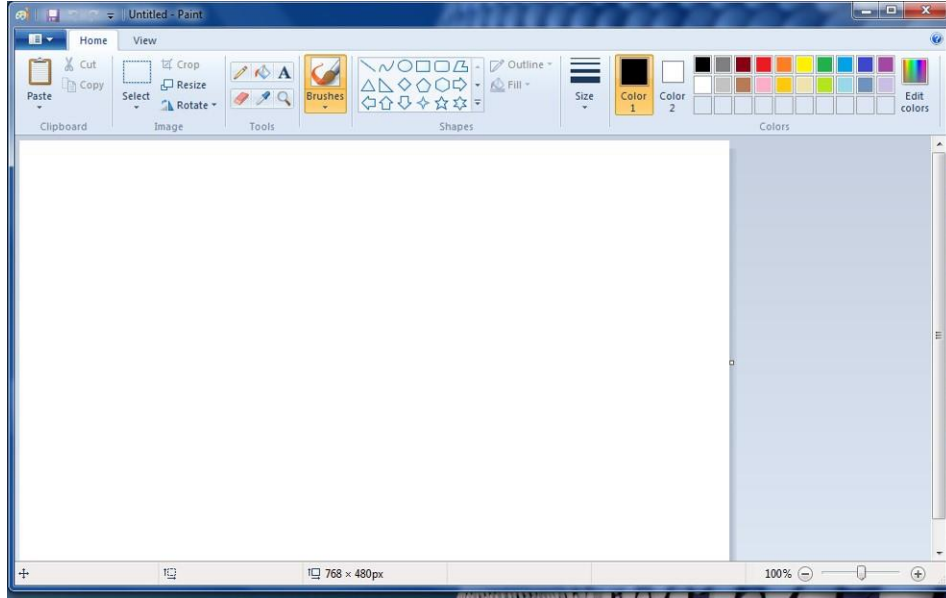 Untitled - Paint
Home View
Cut
Copy
Paste
Clipboard
Crop
Resize
Rotate
Select
Image
A
Tools
Brushes
Outline
Fill
Shapes
Size
Color 1
Color 2
Edit colors
Colors
768 × 480px
100%